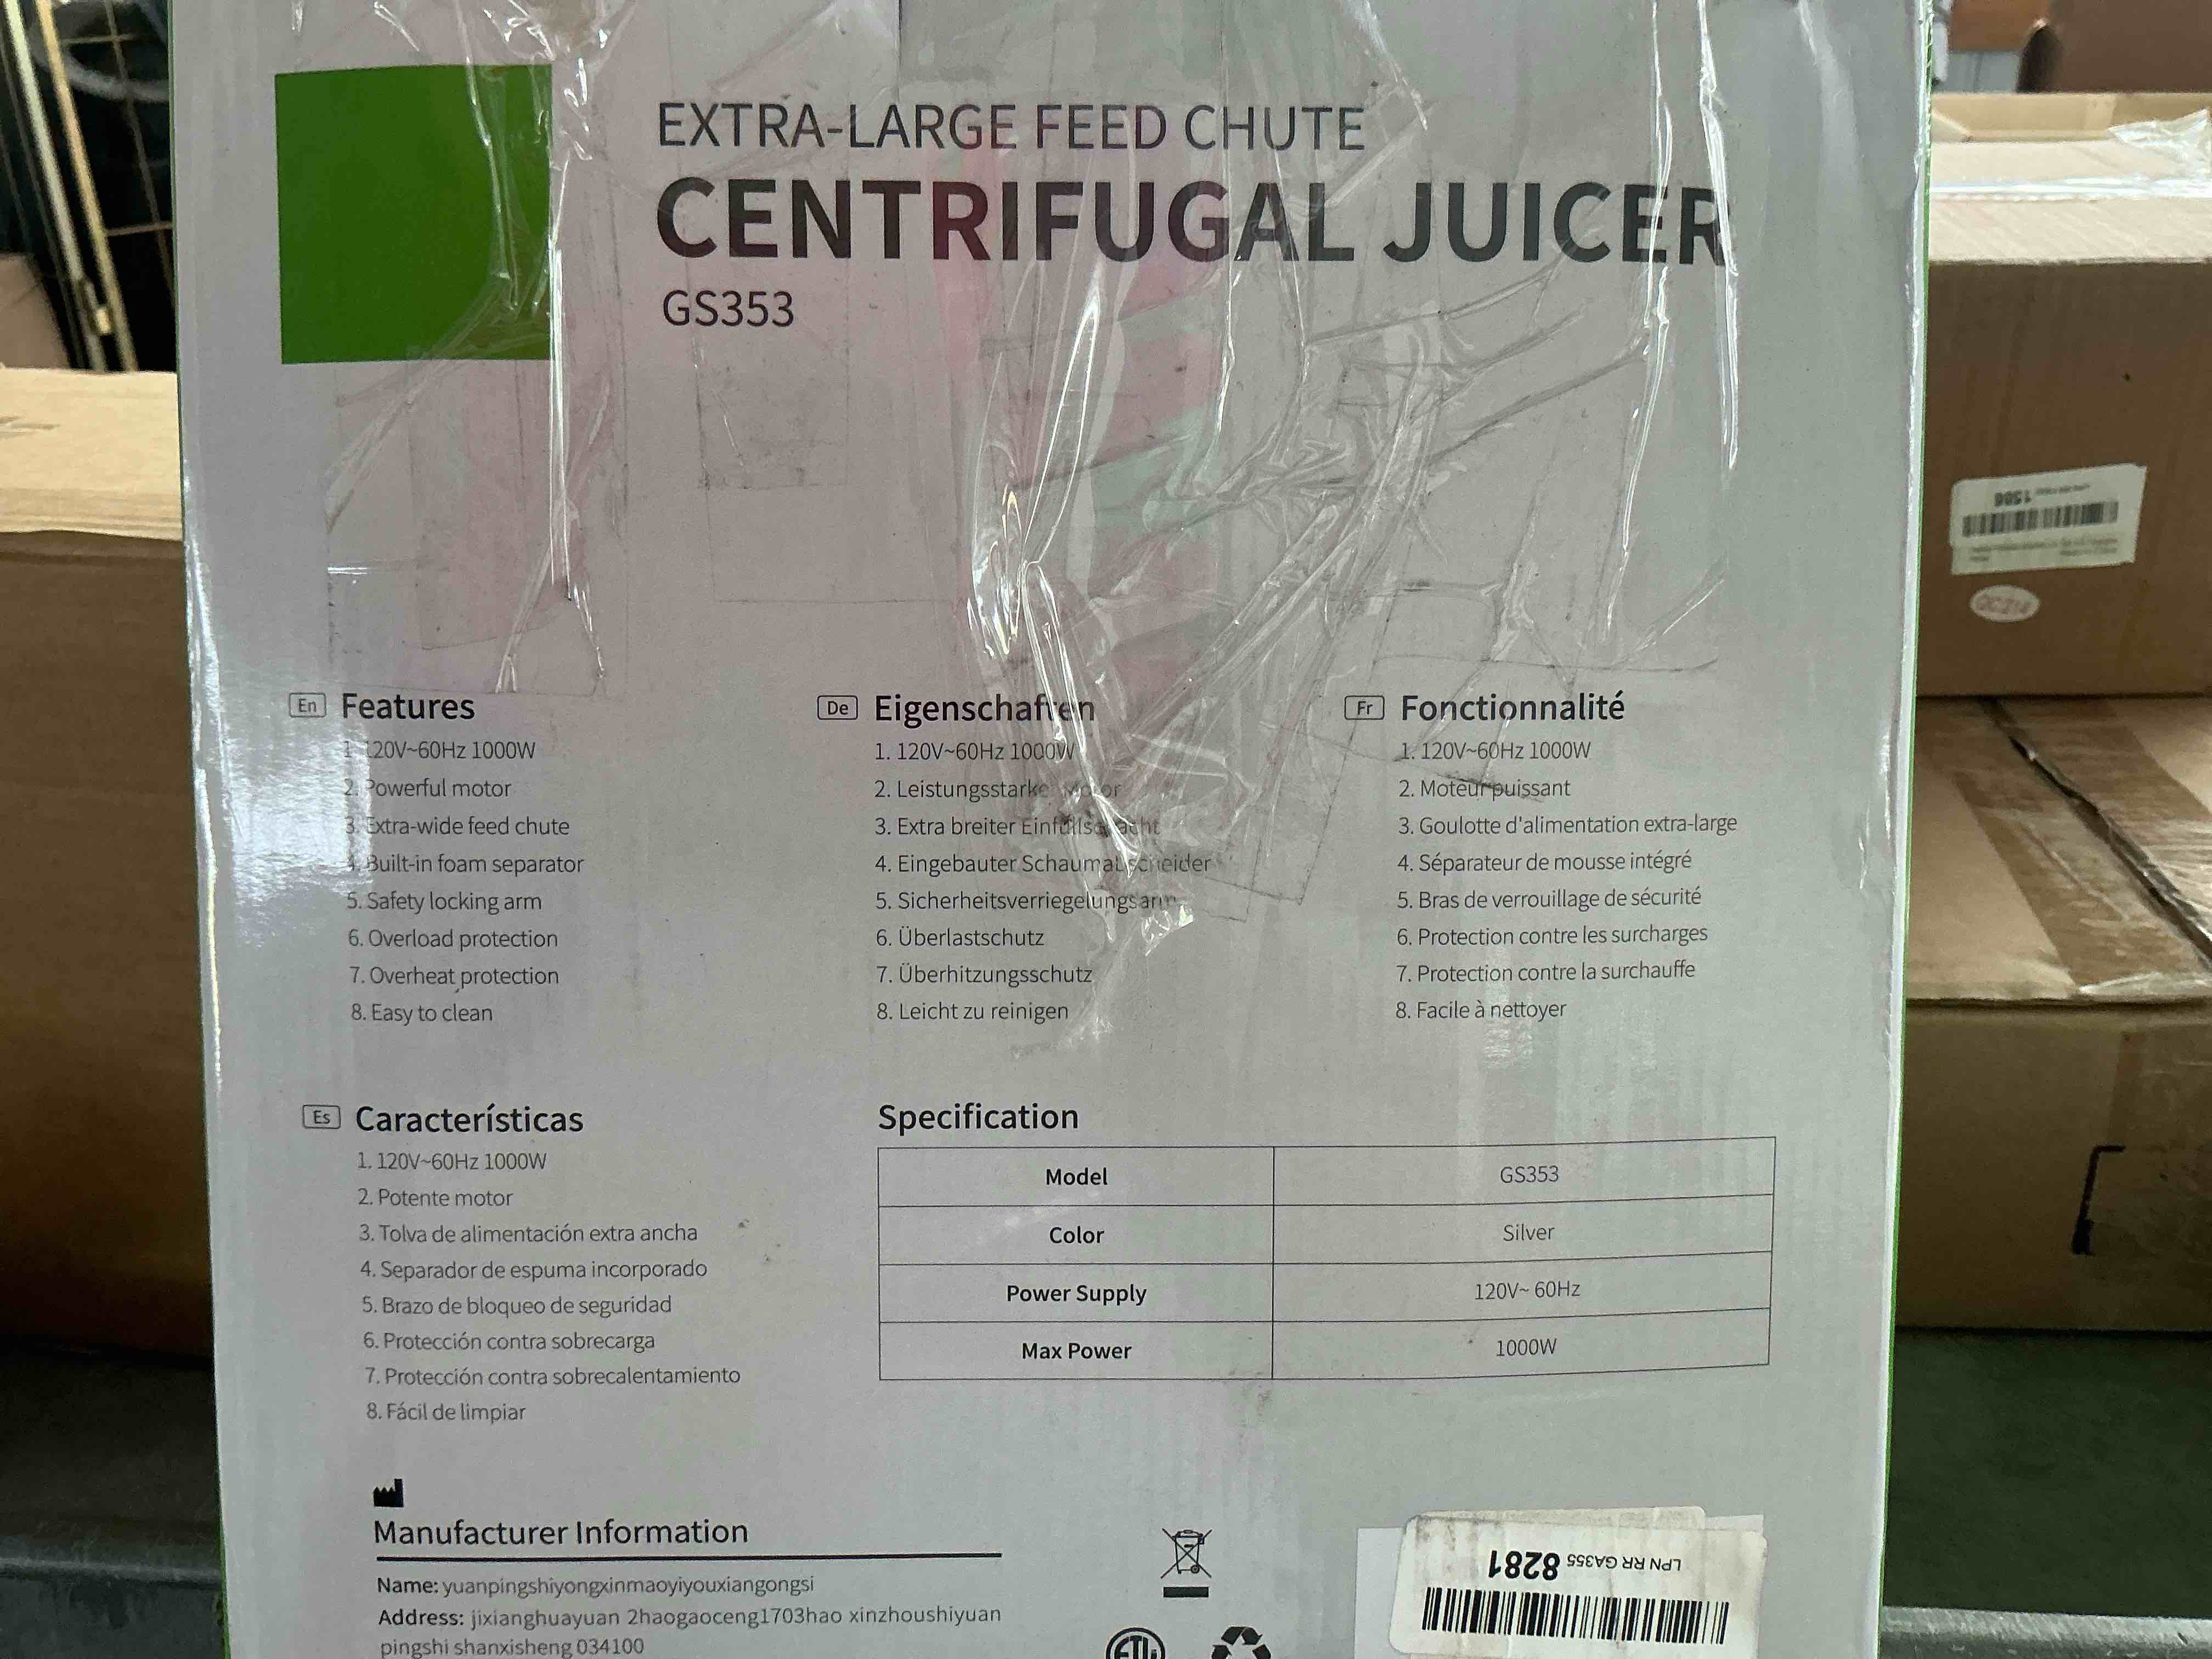 EXTRA-LARGE FEED CHUTE
CENTRIFUGAL JUICER
GS353
En Features
1. 120V~60Hz 1000W
2. Powerful motor
3. Extra-wide feed chute
4. Built-in foam separator
5. Safety locking arm
6. Overload protection
7. Overheat protection
8. Easy to clean
De Eigenschaften
1. 120V~60Hz 1000W
2. Leistungsstarker Motor
3. Extra breiter Einfüllschacht
4. Eingebauter Schaumabscheider
5. Sicherheitsverriegelungsarm
6. Überlastschutz
7. Überhitzungsschutz
8. Leicht zu reinigen
Fr Fonctionnalité
1. 120V~60Hz 1000W
2. Moteur puissant
3. Goulotte d'alimentation extra-large
4. Séparateur de mousse intégré
5. Bras de verrouillage de sécurité
6. Protection contre les surcharges
7. Protection contre la surchauffe
8. Facile à nettoyer
Es Características
1. 120V~60Hz 1000W
2. Potente motor
3. Tolva de alimentación extra ancha
4. Separador de espuma incorporado
5. Brazo de bloqueo de seguridad
6. Protección contra sobrecarga
7. Protección contra sobrecalentamiento
8. Fácil de limpiar
Specification
Model GS353
Color Silver
Power Supply 120V~ 60Hz
Max Power 1000W
Manufacturer Information
Name: yuanpingshiyongxinmaoyiyouxiangongsi
Address: jixianghuayuan 2haogaoceng1703hao xinzhoushiyuan
pingshi shanxisheng 034100
ETL
LPN RR GA355 8281
1586